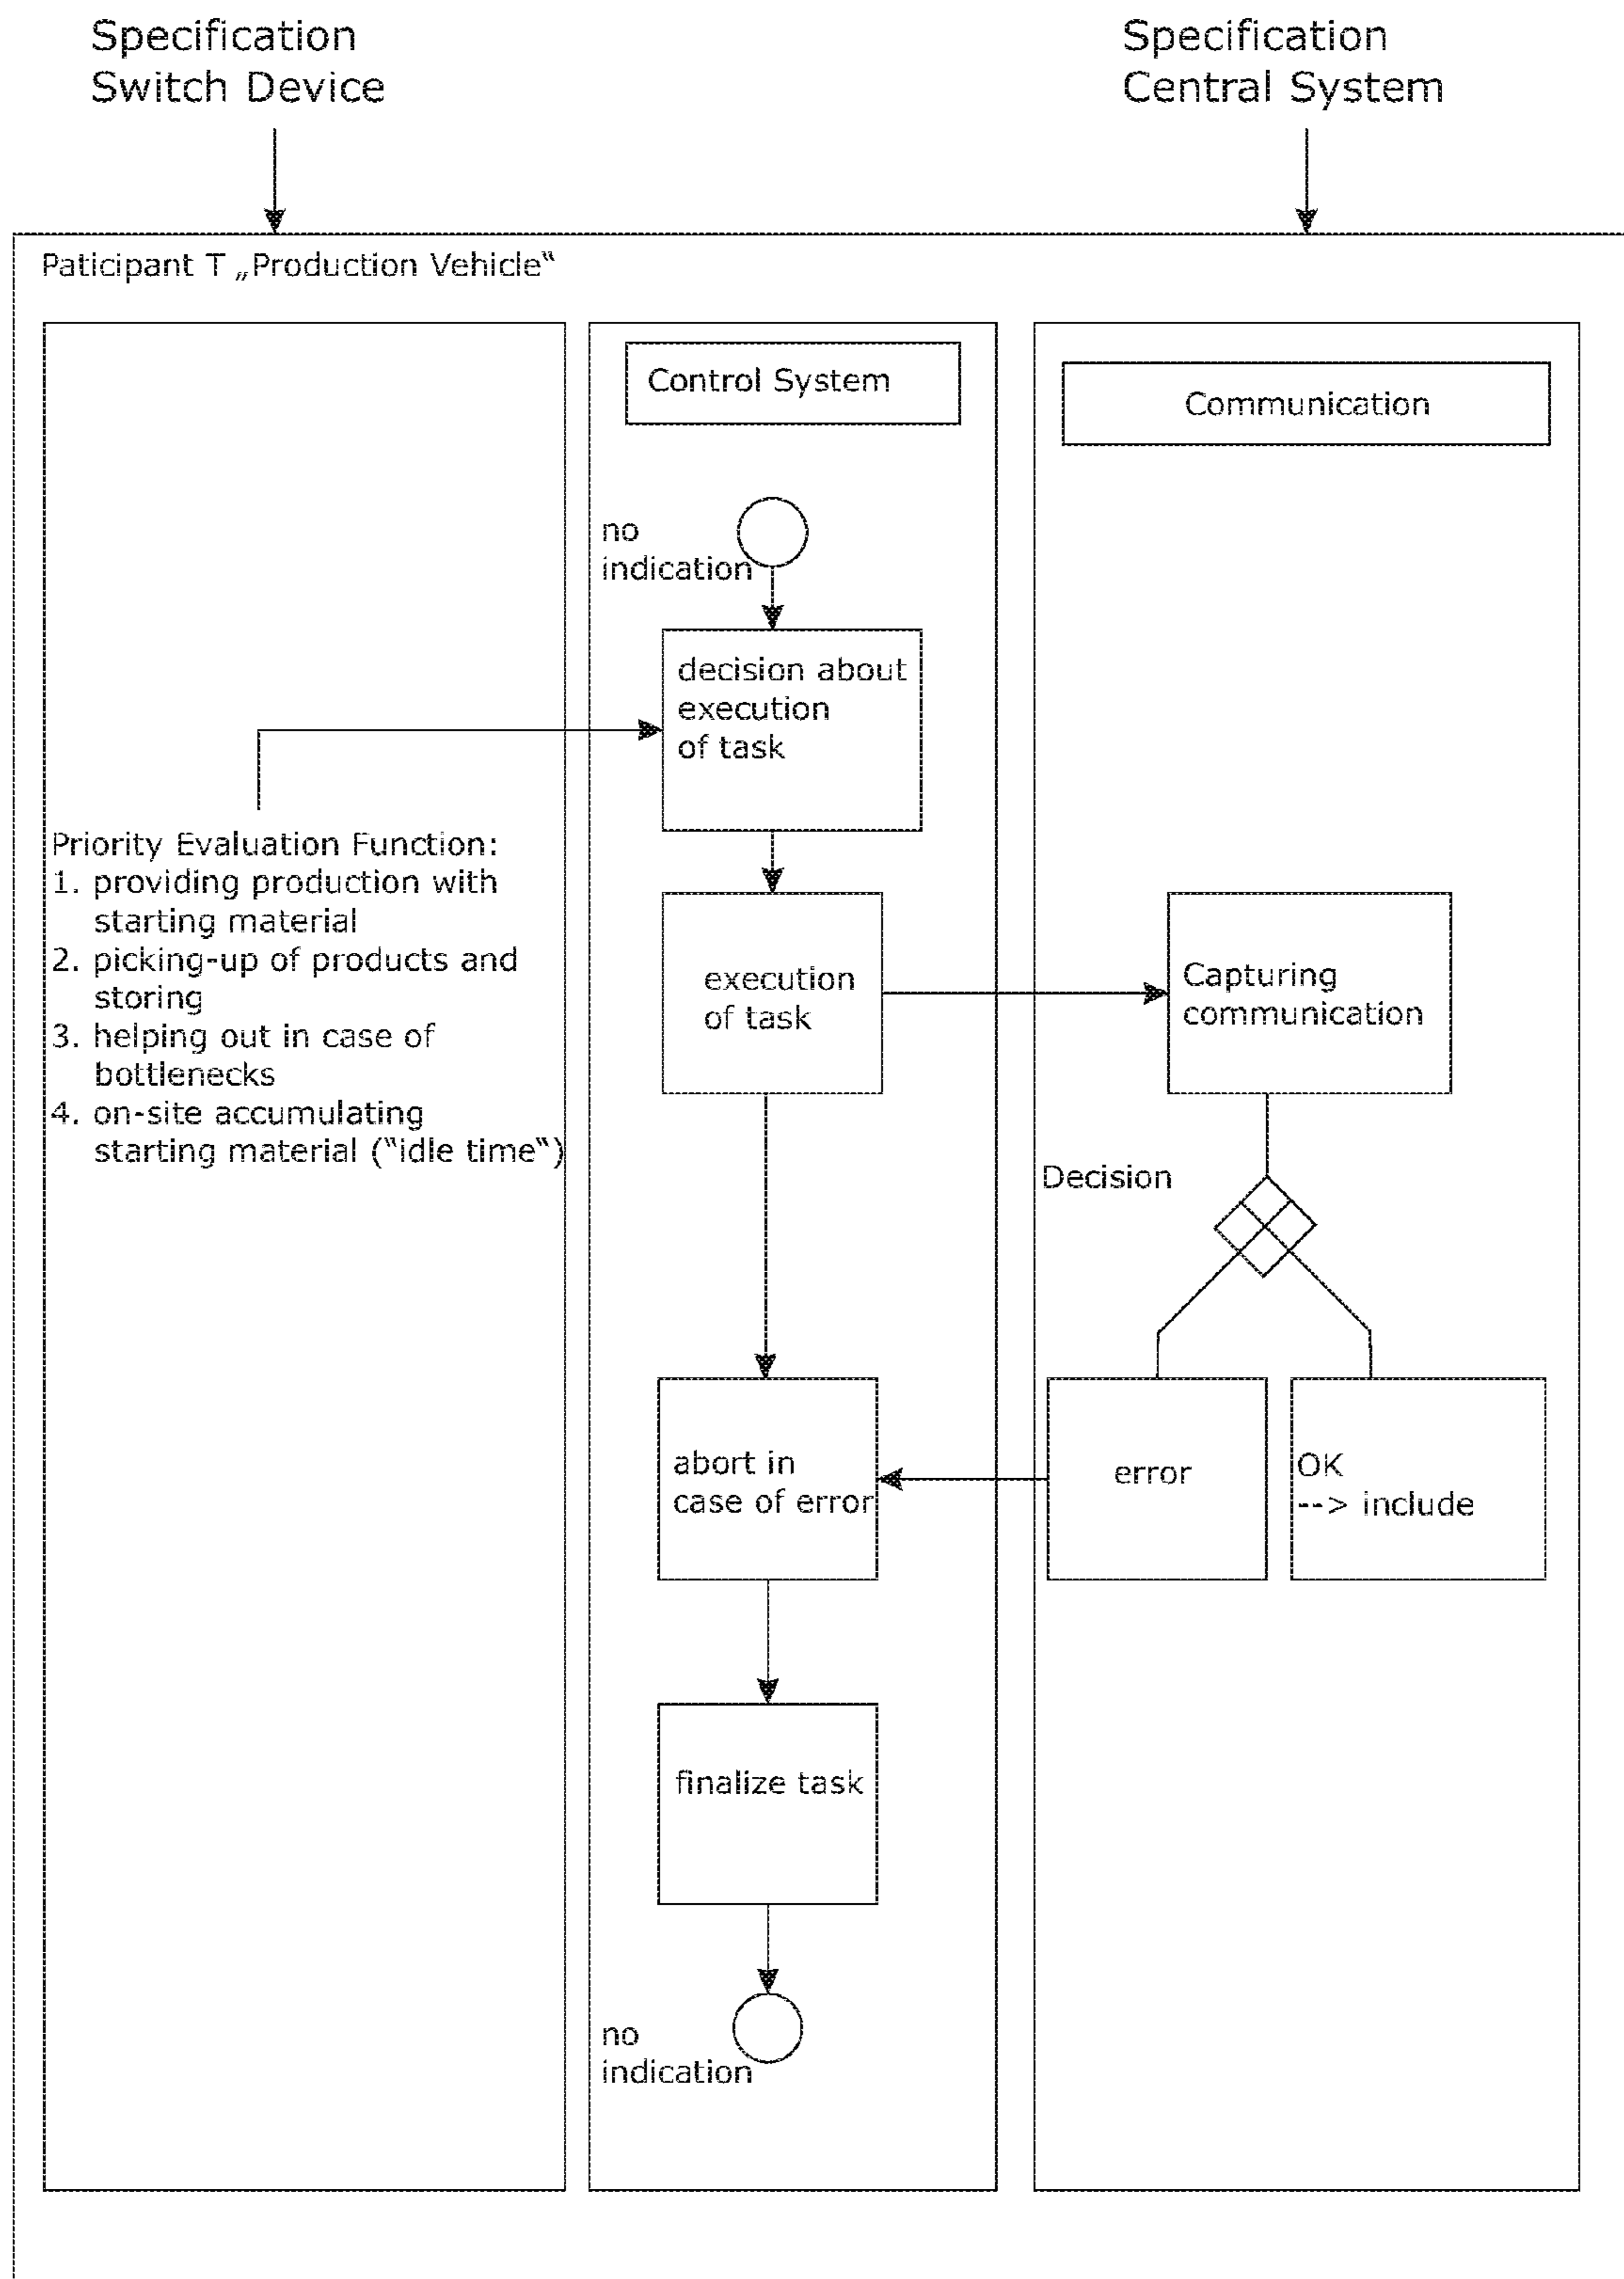 Specification
Switch Device
Specification
Central System
Paticipant T „Production Vehicle“
Control System
Communication
no
indication
decision about
execution
of task
Priority Evaluation Function:
1. providing production with
starting material
2. picking-up of products and
storing
3. helping out in case of
bottlenecks
4. on-site accumulating
starting material (“idle time“)
execution
of task
Capturing
communication
Decision
abort in
case of error
error
OK
--> include
finalize task
no
indication